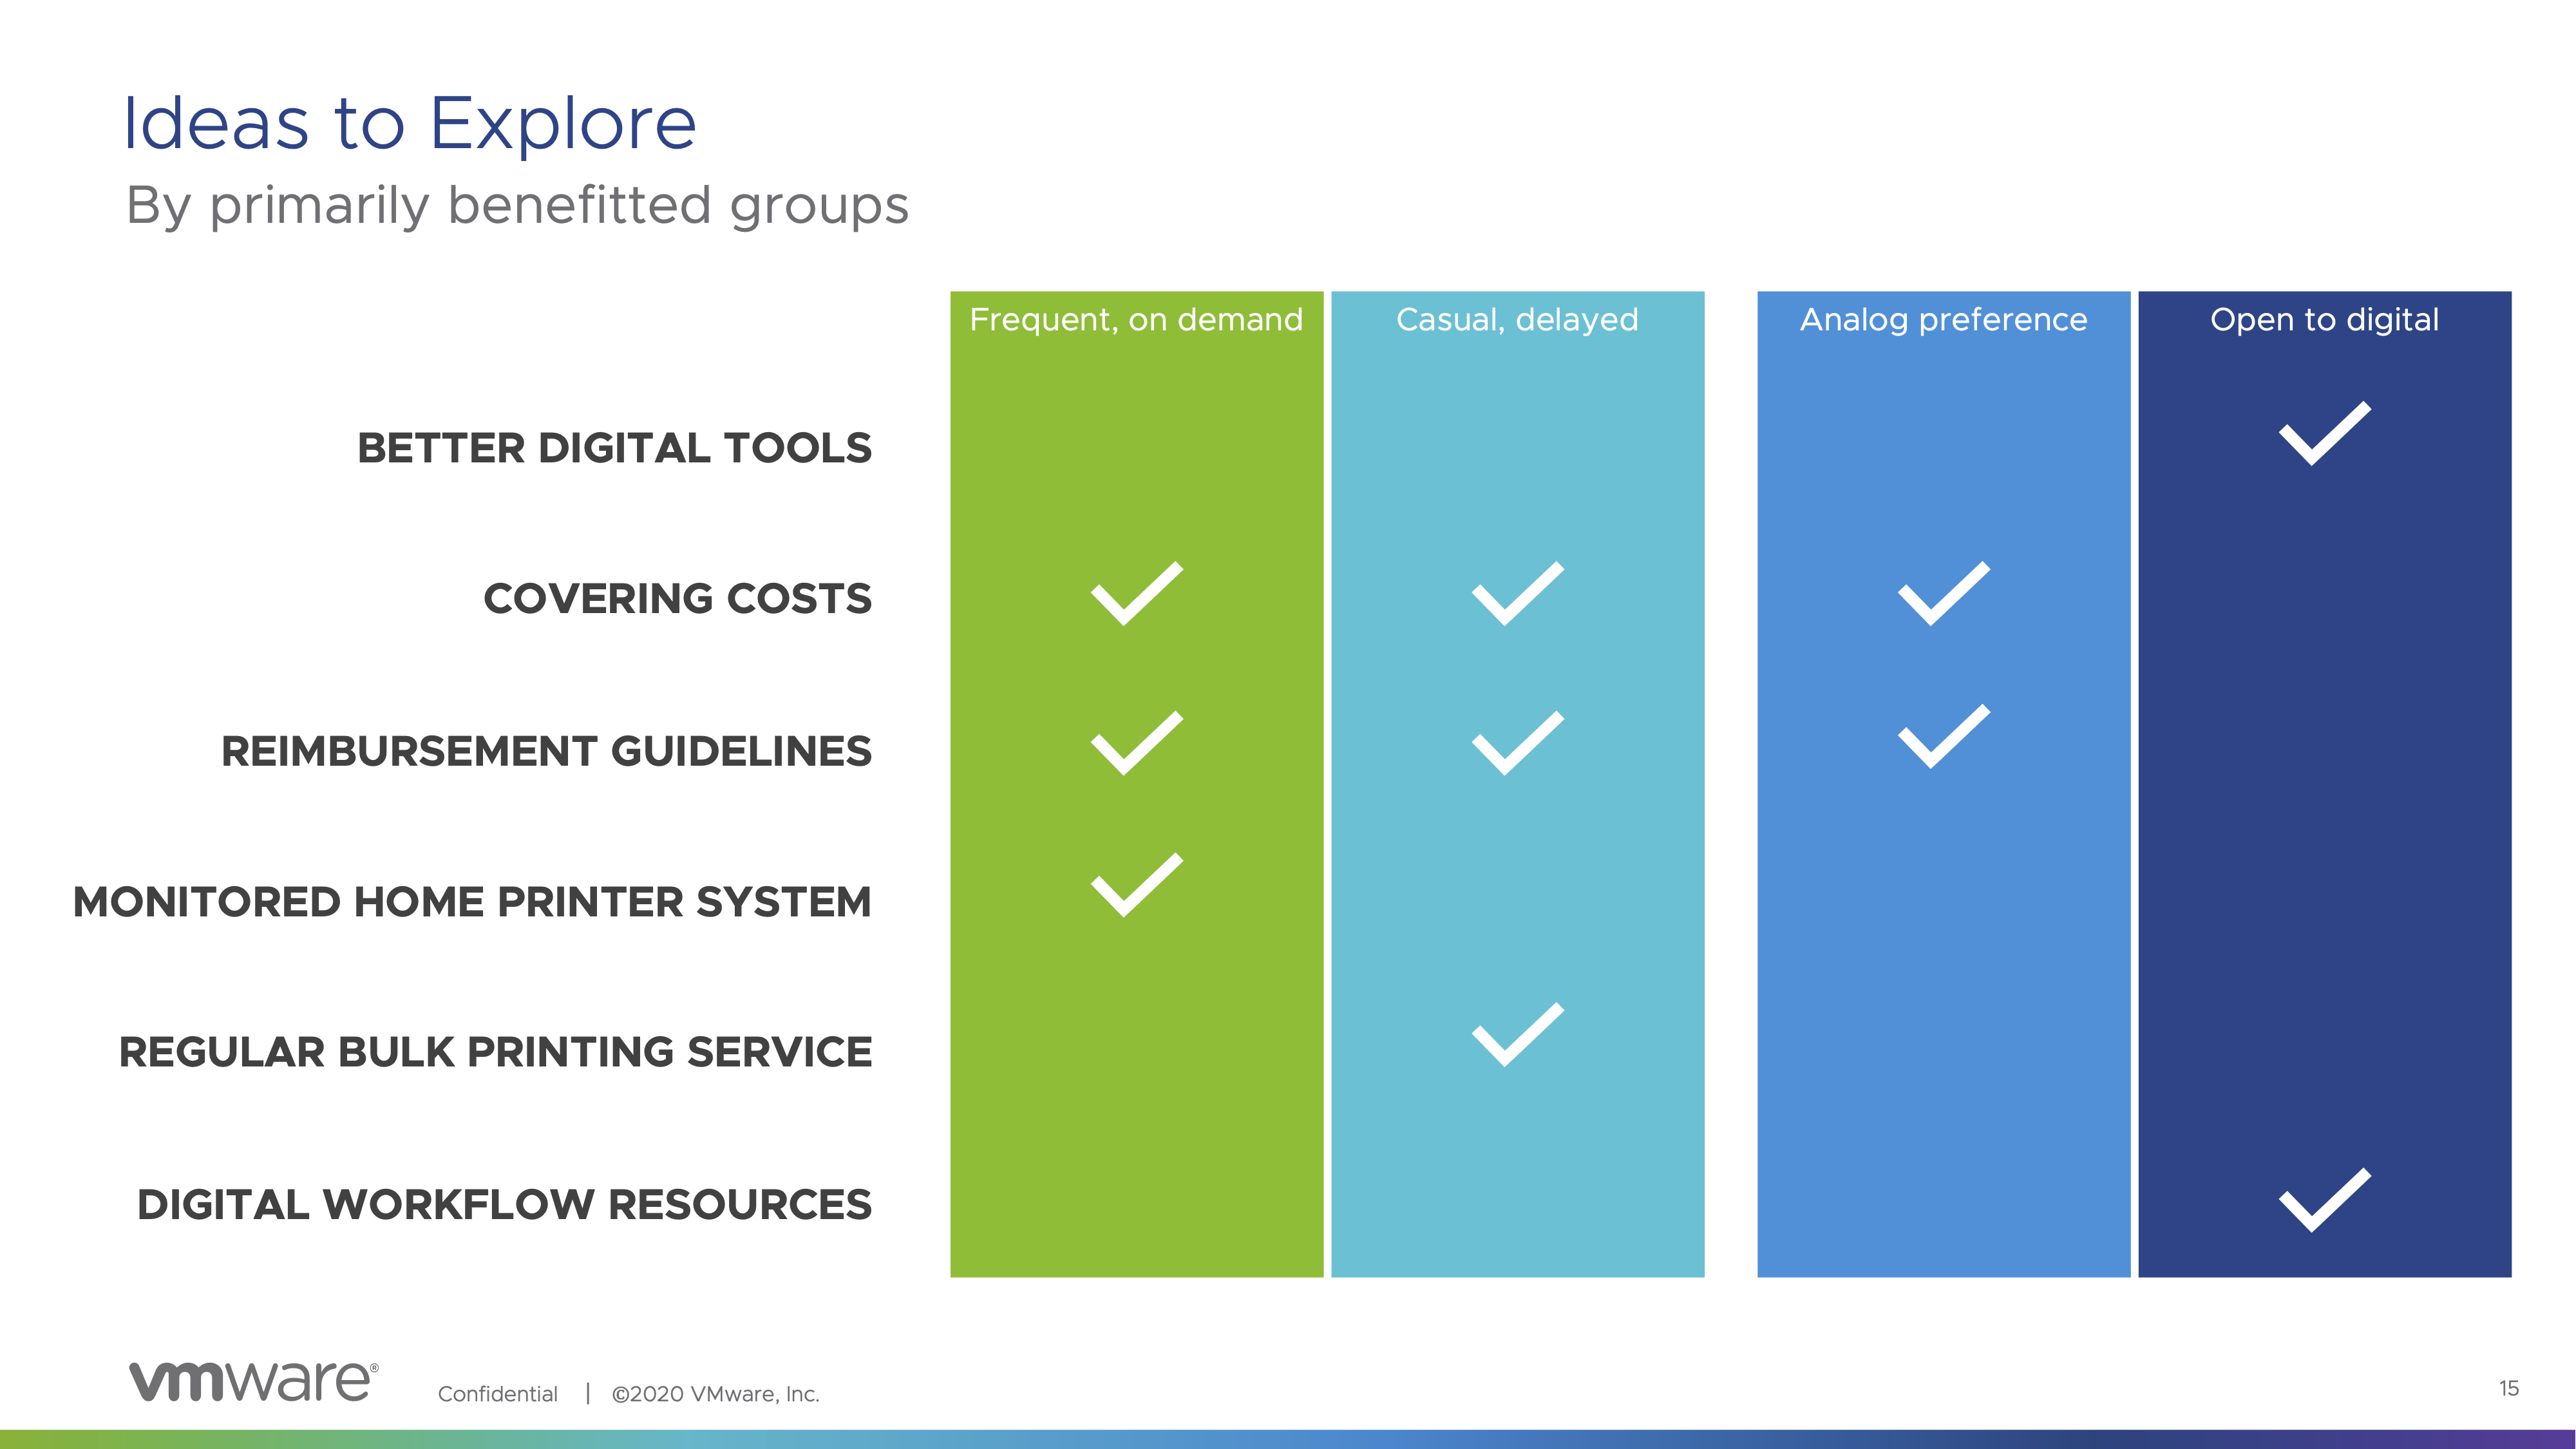 Ideas to Explore
By primarily benefitted groups
Frequent, on demand
Casual, delayed
Analog preference
Open to digital
BETTER DIGITAL TOOLS
COVERING COSTS
REIMBURSEMENT GUIDELINES
MONITORED HOME PRINTER SYSTEM
REGULAR BULK PRINTING SERVICE
DIGITAL WORKFLOW RESOURCES
vmware®
Confidential | ©2020 VMware, Inc.
15